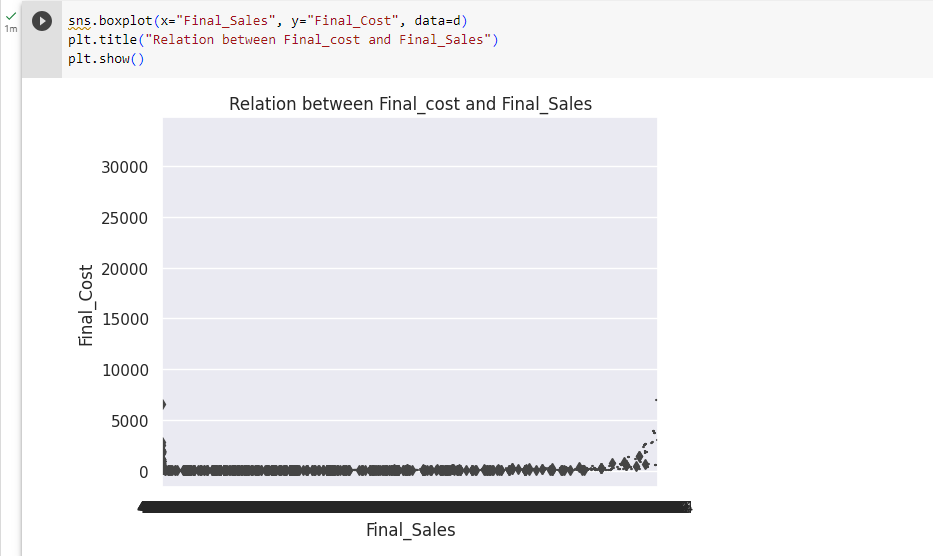 sns.boxplot(x="Final_Sales", y="Final_Cost", data=d)
1m
plt.title("Relation between Final_cost and Final_Sales")
plt.show()
Relation between Final_cost and Final_Sales
30000
25000
20000
15000
10000
5000
0
Final_Cost
Final_Sales